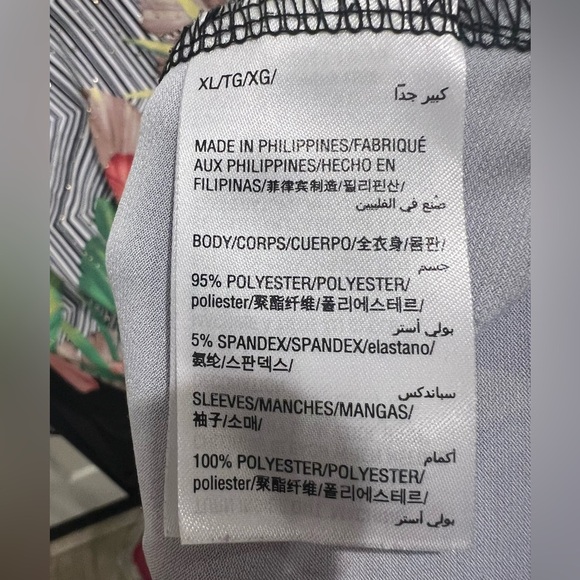 XL/TG/XG/
كبير جدًا
MADE IN PHILIPPINES/FABRIQUÉ
AUX PHILIPPINES/HECHO EN
FILIPINAS/菲律宾制造/필리핀산/
صُنع في الفلبين
BODY/CORPS/CUERPO/全衣身/몸판/
جسم
95% POLYESTER/POLYESTER/
poliester/聚酯纤维/폴리에스테르/
بولي أستر
5% SPANDEX/SPANDEX/elastano/
氨纶/스판덱스/
سباندكس
SLEEVES/MANCHES/MANGAS/
袖子/소매/
أكمام
100% POLYESTER/POLYESTER/
poliester/聚酯纤维/폴리에스테르/
بولي أستر